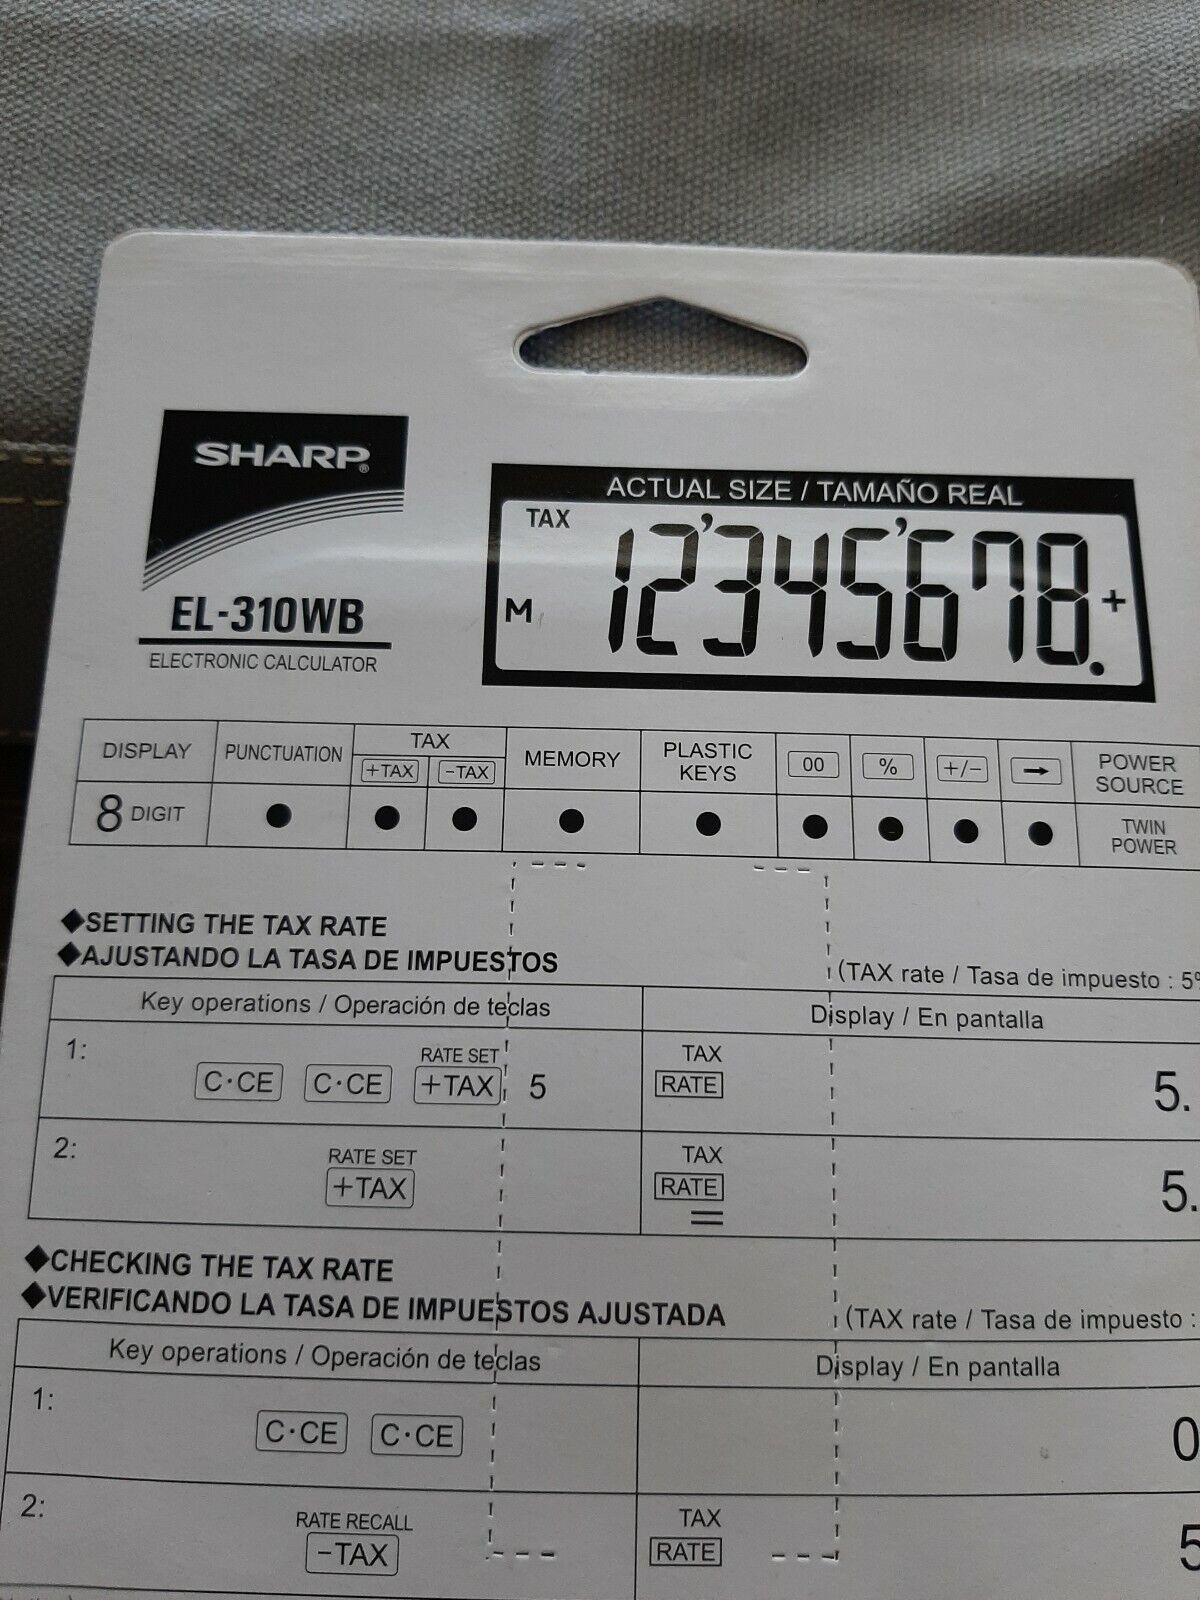 SHARP®
EL-310WB
ELECTRONIC CALCULATOR
ACTUAL SIZE / TAMAÑO REAL
TAX
M 12'345'678. +
DISPLAY PUNCTUATION TAX +TAX -TAX MEMORY PLASTIC KEYS 00 % +/- → POWER SOURCE
8 DIGIT ● ● ● ● ● ● ● ● ● TWIN POWER
◆SETTING THE TAX RATE
◆AJUSTANDO LA TASA DE IMPUESTOS
(TAX rate / Tasa de impuesto : 5%
Key operations / Operación de teclas Display / En pantalla
1: RATE SET TAX
C·CE C·CE +TAX 5 RATE 5.
2: RATE SET TAX
+TAX RATE 5.
=
◆CHECKING THE TAX RATE
◆VERIFICANDO LA TASA DE IMPUESTOS AJUSTADA
(TAX rate / Tasa de impuesto :
Key operations / Operación de teclas Display / En pantalla
1:
C·CE C·CE 0
2: RATE RECALL TAX
-TAX RATE 5